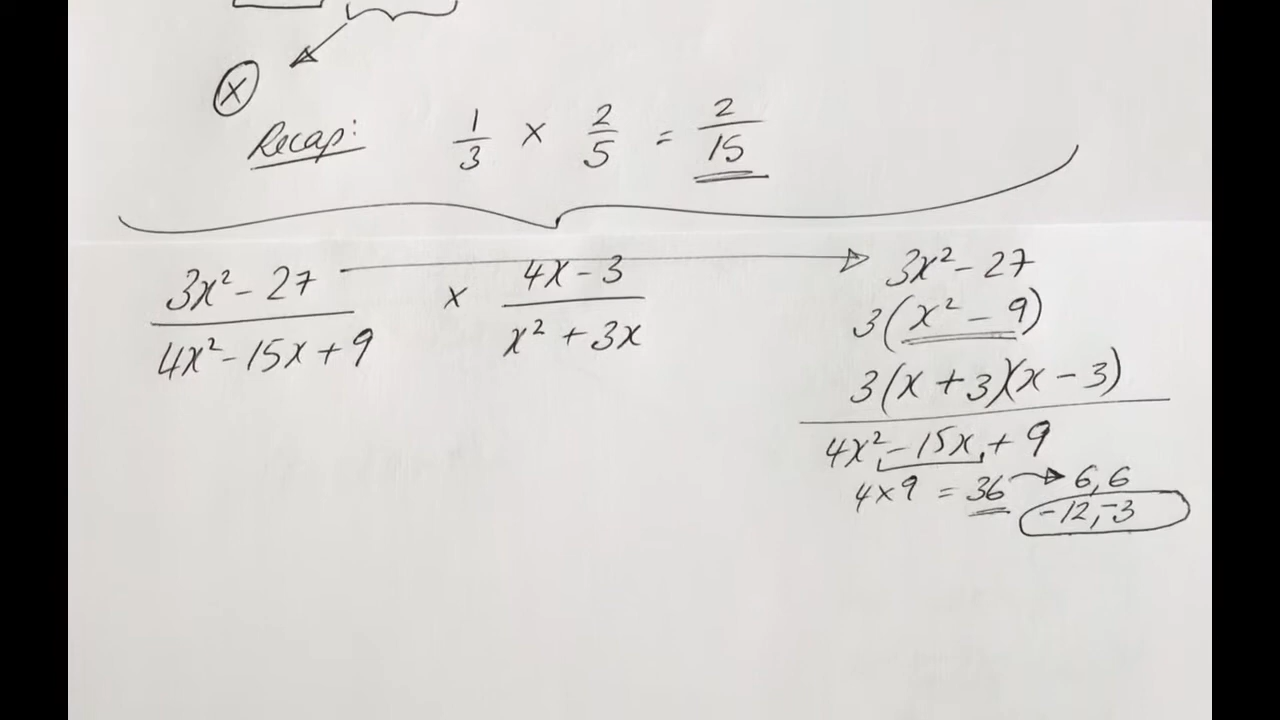 x
Recap: 1/3 x 2/5 = 2/15
3x² - 27 / 4x² - 15x + 9 x 4x - 3 / x² + 3x
3x² - 27
3(x² - 9)
3(x + 3)(x - 3)
4x² - 15x + 9
4 x 9 = 36 → 6, 6
-12, -3